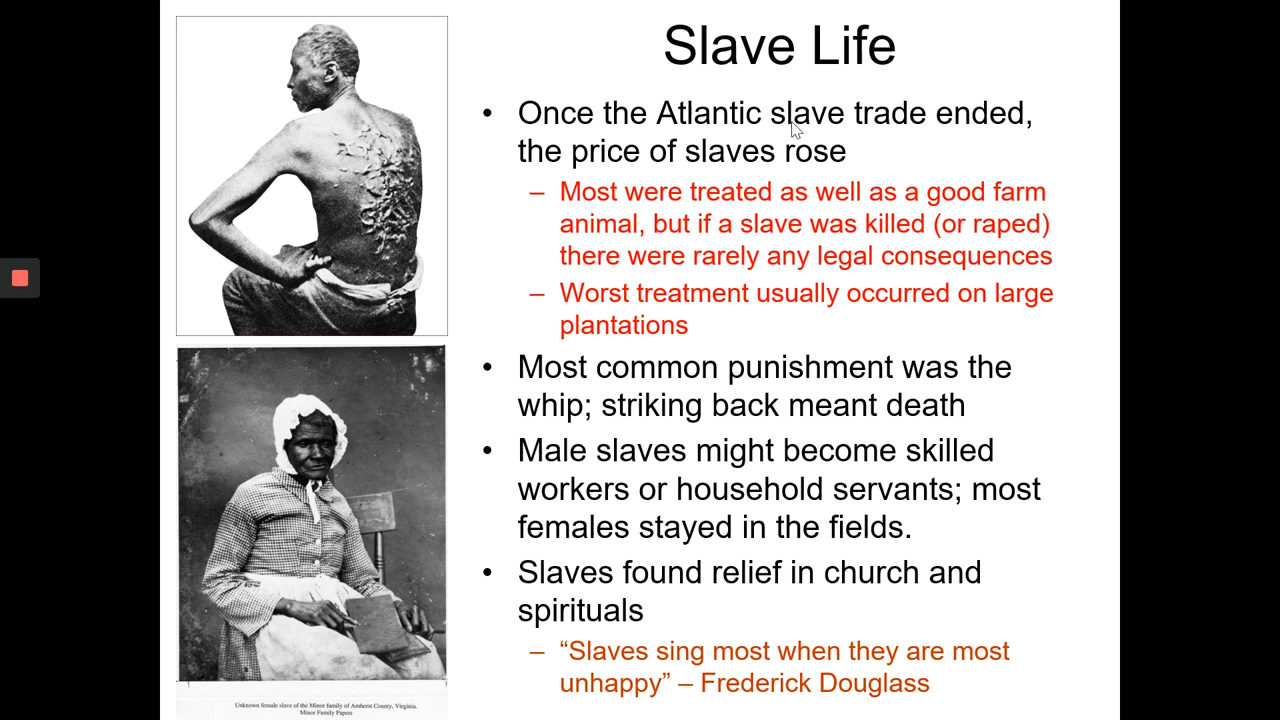 Slave Life
• Once the Atlantic slave trade ended,
the price of slaves rose
– Most were treated as well as a good farm
animal, but if a slave was killed (or raped)
there were rarely any legal consequences
– Worst treatment usually occurred on large
plantations
• Most common punishment was the
whip; striking back meant death
• Male slaves might become skilled
workers or household servants; most
females stayed in the fields.
• Slaves found relief in church and
spirituals
– “Slaves sing most when they are most
unhappy” – Frederick Douglass
Unknown female slave of the Minor family of Amherst County, Virginia.
Minor Family Papers